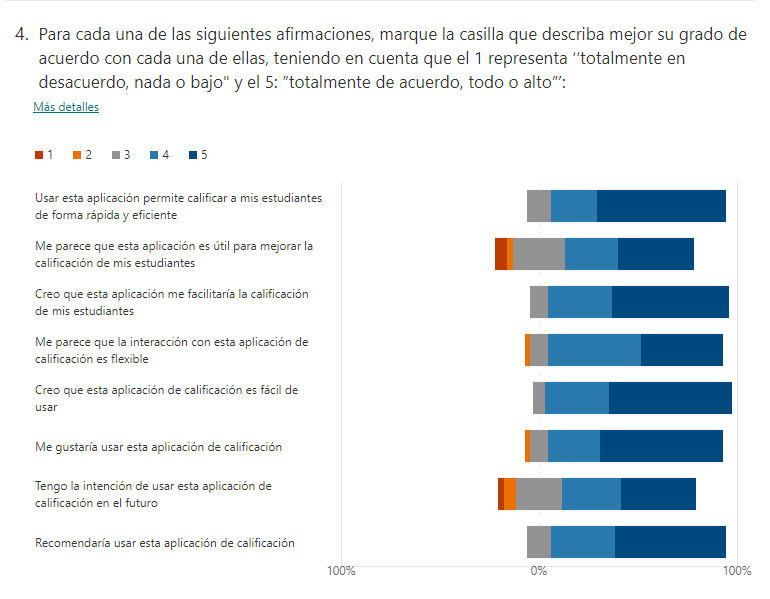 4. Para cada una de las siguientes afirmaciones, marque la casilla que describa mejor su grado de
acuerdo con cada una de ellas, teniendo en cuenta que el 1 representa ‘’totalmente en
desacuerdo, nada o bajo" y el 5: ”totalmente de acuerdo, todo o alto”’:
Más detalles
1 2 3 4 5
Usar esta aplicación permite calificar a mis estudiantes
de forma rápida y eficiente
Me parece que esta aplicación es útil para mejorar la
calificación de mis estudiantes
Creo que esta aplicación me facilitaría la calificación
de mis estudiantes
Me parece que la interacción con esta aplicación de
calificación es flexible
Creo que esta aplicación de calificación es fácil de
usar
Me gustaría usar esta aplicación de calificación
Tengo la intención de usar esta aplicación de
calificación en el futuro
Recomendaría usar esta aplicación de calificación
100% 0% 100%